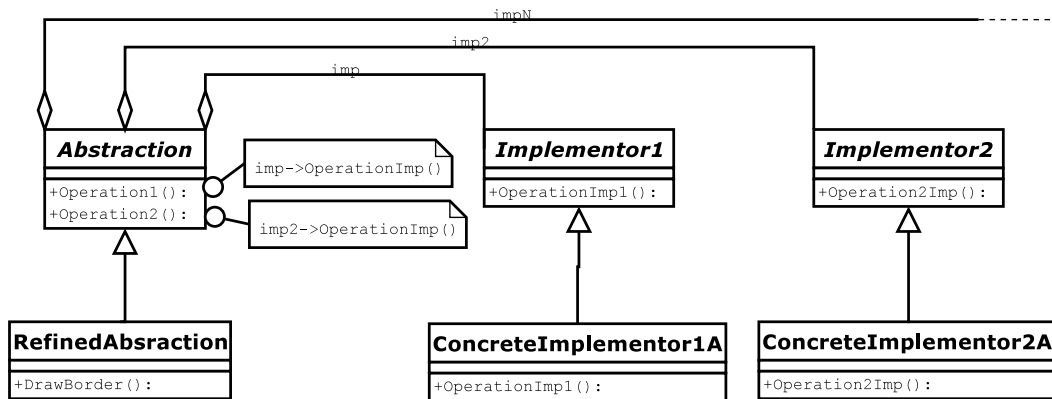 impN
imp2
imp
Abstraction
+Operation1():
+Operation2():
imp->OperationImp()
imp2->OperationImp()
Implementor1
+OperationImp1():
Implementor2
+Operation2Imp():
RefinedAbsraction
+DrawBorder():
ConcreteImplementor1A
+OperationImp1():
ConcreteImplementor2A
+Operation2Imp():